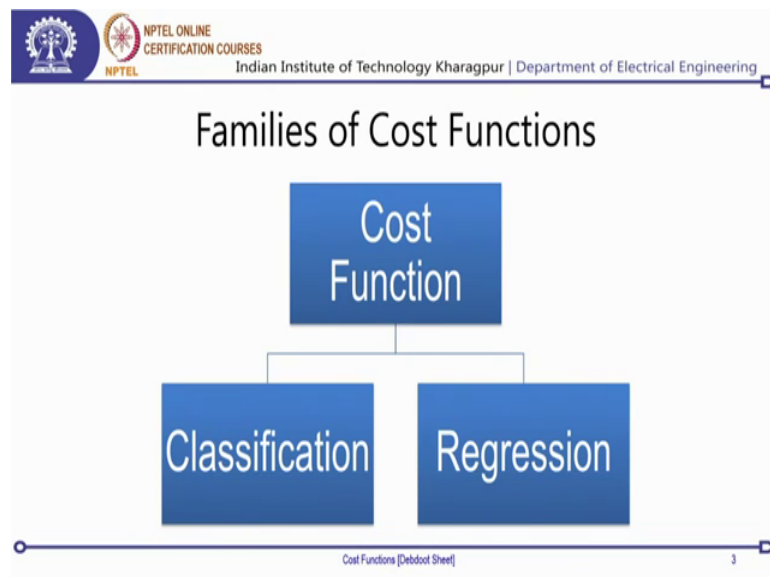 NPTEL ONLINE
CERTIFICATION COURSES
NPTEL
Indian Institute of Technology Kharagpur | Department of Electrical Engineering
Families of Cost Functions
Cost
Function
Classification
Regression
Cost Functions [Debdoot Sheet]
3